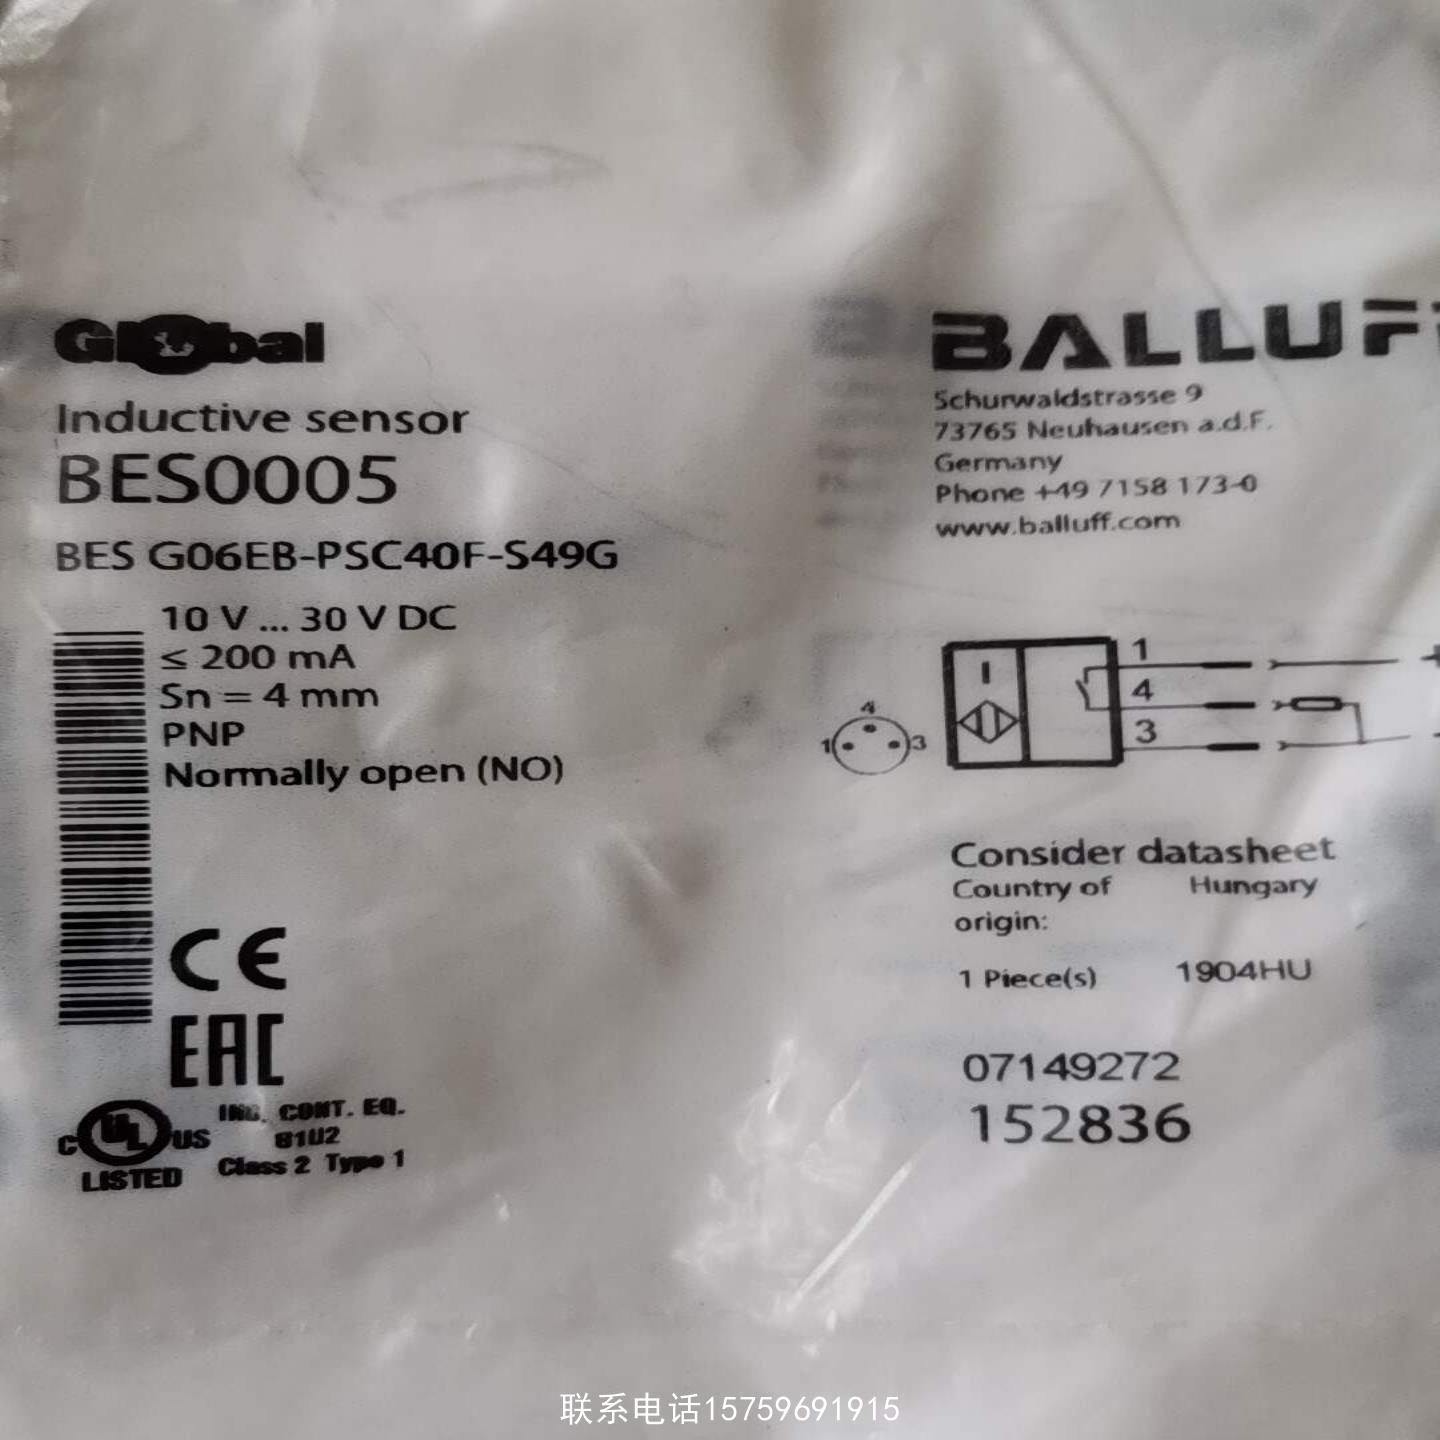 Global
Inductive sensor
BES0005
BES G06EB-PSC40F-S49G
10 V ... 30 V DC
≤ 200 mA
Sn = 4 mm
PNP
Normally open (NO)
CE
EAC
C UL US
LISTED
IND. CONT. EQ.
81U2
Class 2 Type 1
BALLUFF
Schurwaldstrasse 9
73765 Neuhausen a.d.F.
Germany
Phone +49 7158 173-0
www.balluff.com
4
1 3
1
4
3
+
-
Consider datasheet
Country of origin: Hungary
1 Piece(s) 1904HU
07149272
152836
联系电话15759691915